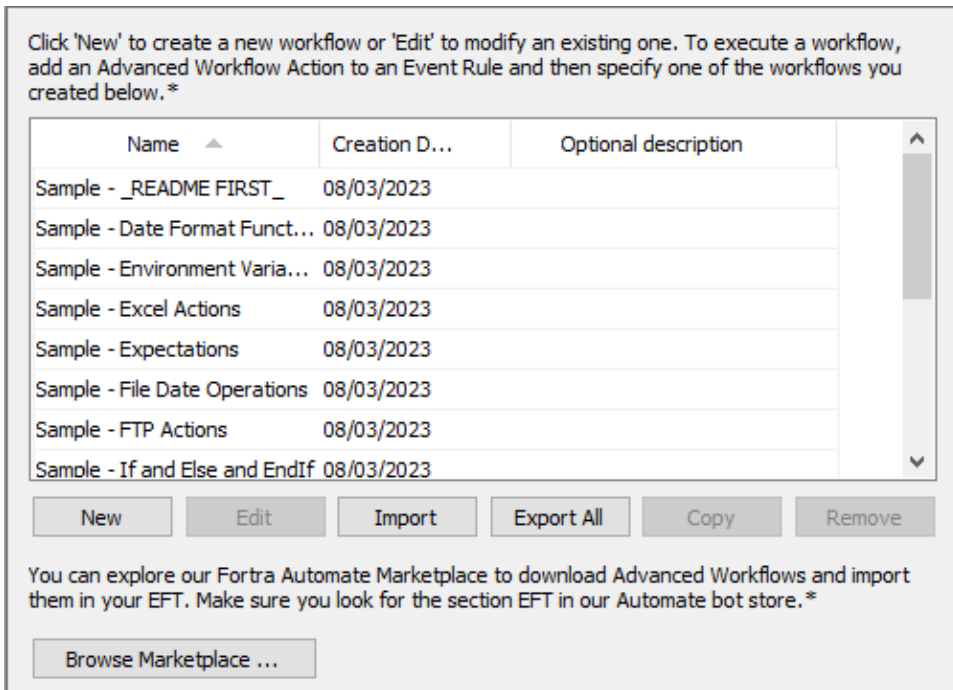 Click 'New' to create a new workflow or 'Edit' to modify an existing one. To execute a workflow,
add an Advanced Workflow Action to an Event Rule and then specify one of the workflows you
created below.*
Name Creation D... Optional description
Sample - _README FIRST_ 08/03/2023
Sample - Date Format Funct... 08/03/2023
Sample - Environment Varia... 08/03/2023
Sample - Excel Actions 08/03/2023
Sample - Expectations 08/03/2023
Sample - File Date Operations 08/03/2023
Sample - FTP Actions 08/03/2023
Sample - If and Else and EndIf 08/03/2023
New Edit Import Export All Copy Remove
You can explore our Fortra Automate Marketplace to download Advanced Workflows and import
them in your EFT. Make sure you look for the section EFT in our Automate bot store.*
Browse Marketplace ...